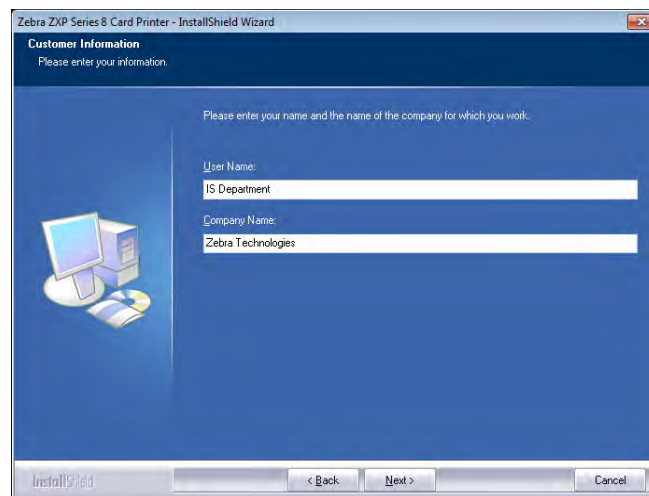 Zebra ZXP Series 8 Card Printer - InstallShield Wizard
Customer Information
Please enter your information.
Please enter your name and the name of the company for which you work.
User Name:
IS Department
Company Name:
Zebra Technologies
InstallShield
< Back Next > Cancel